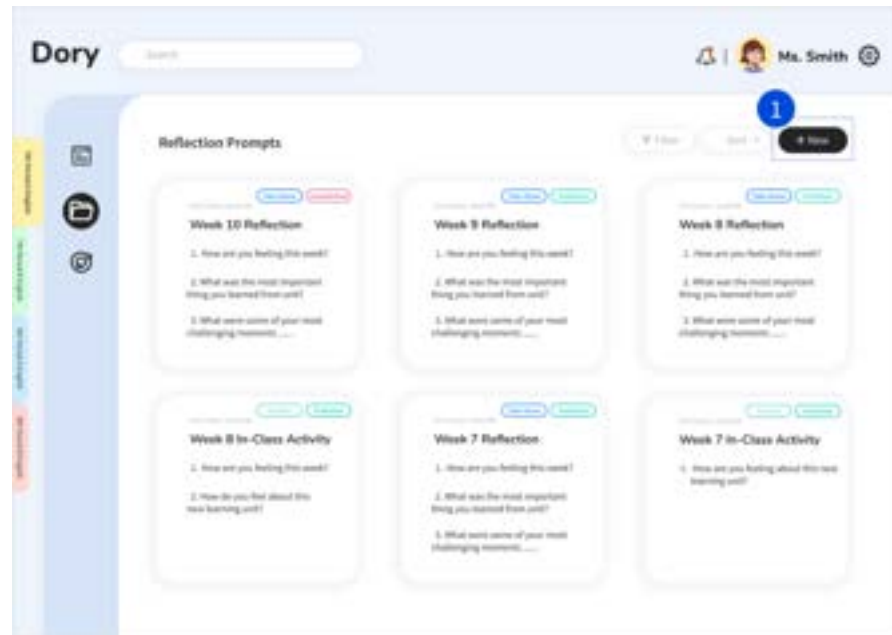 Dory
Search
Ms. Smith
1
Reflection Prompts
Filter
Sort
+ New
Week 10 Reflection
1. How are you feeling this week?
2. What was the most important
thing you learned from unit?
3. What were some of your most
challenging moments ......
Week 9 Reflection
1. How are you feeling this week?
2. What was the most important
thing you learned from unit?
3. What were some of your most
challenging moments ......
Week 8 Reflection
1. How are you feeling this week?
2. What was the most important
thing you learned from unit?
3. What were some of your most
challenging moments ......
Week 8 In-Class Activity
1. How are you feeling this week?
2. How do you feel about this
new learning unit?
Week 7 Reflection
1. How are you feeling this week?
2. What was the most important
thing you learned from unit?
3. What were some of your most
challenging moments ......
Week 7 In-Class Activity
1. How are you feeling about this new
learning unit?